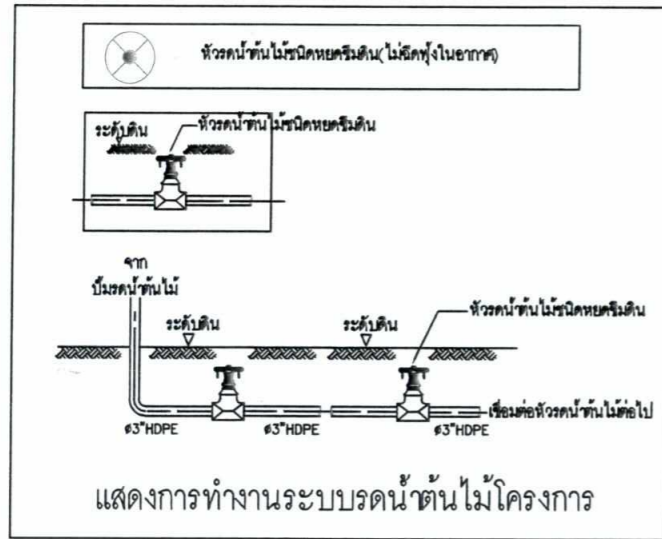 หัวรดน้ำต้นไม้ชนิดหยดซึมดิน(ไม่ฉีดฟุ้งในอากาศ)
ระดับดิน
หัวรดน้ำต้นไม้ชนิดหยดซึมดิน
จาก
ปั๊มรดน้ำต้นไม้
ระดับดิน
ระดับดิน
หัวรดน้ำต้นไม้ชนิดหยดซึมดิน
เชื่อมต่อหัวรดน้ำต้นไม้ต่อไป
ø3"HDPE
ø3"HDPE
ø3"HDPE
แสดงการทำงานระบบรดน้ำต้นไม้โครงการ